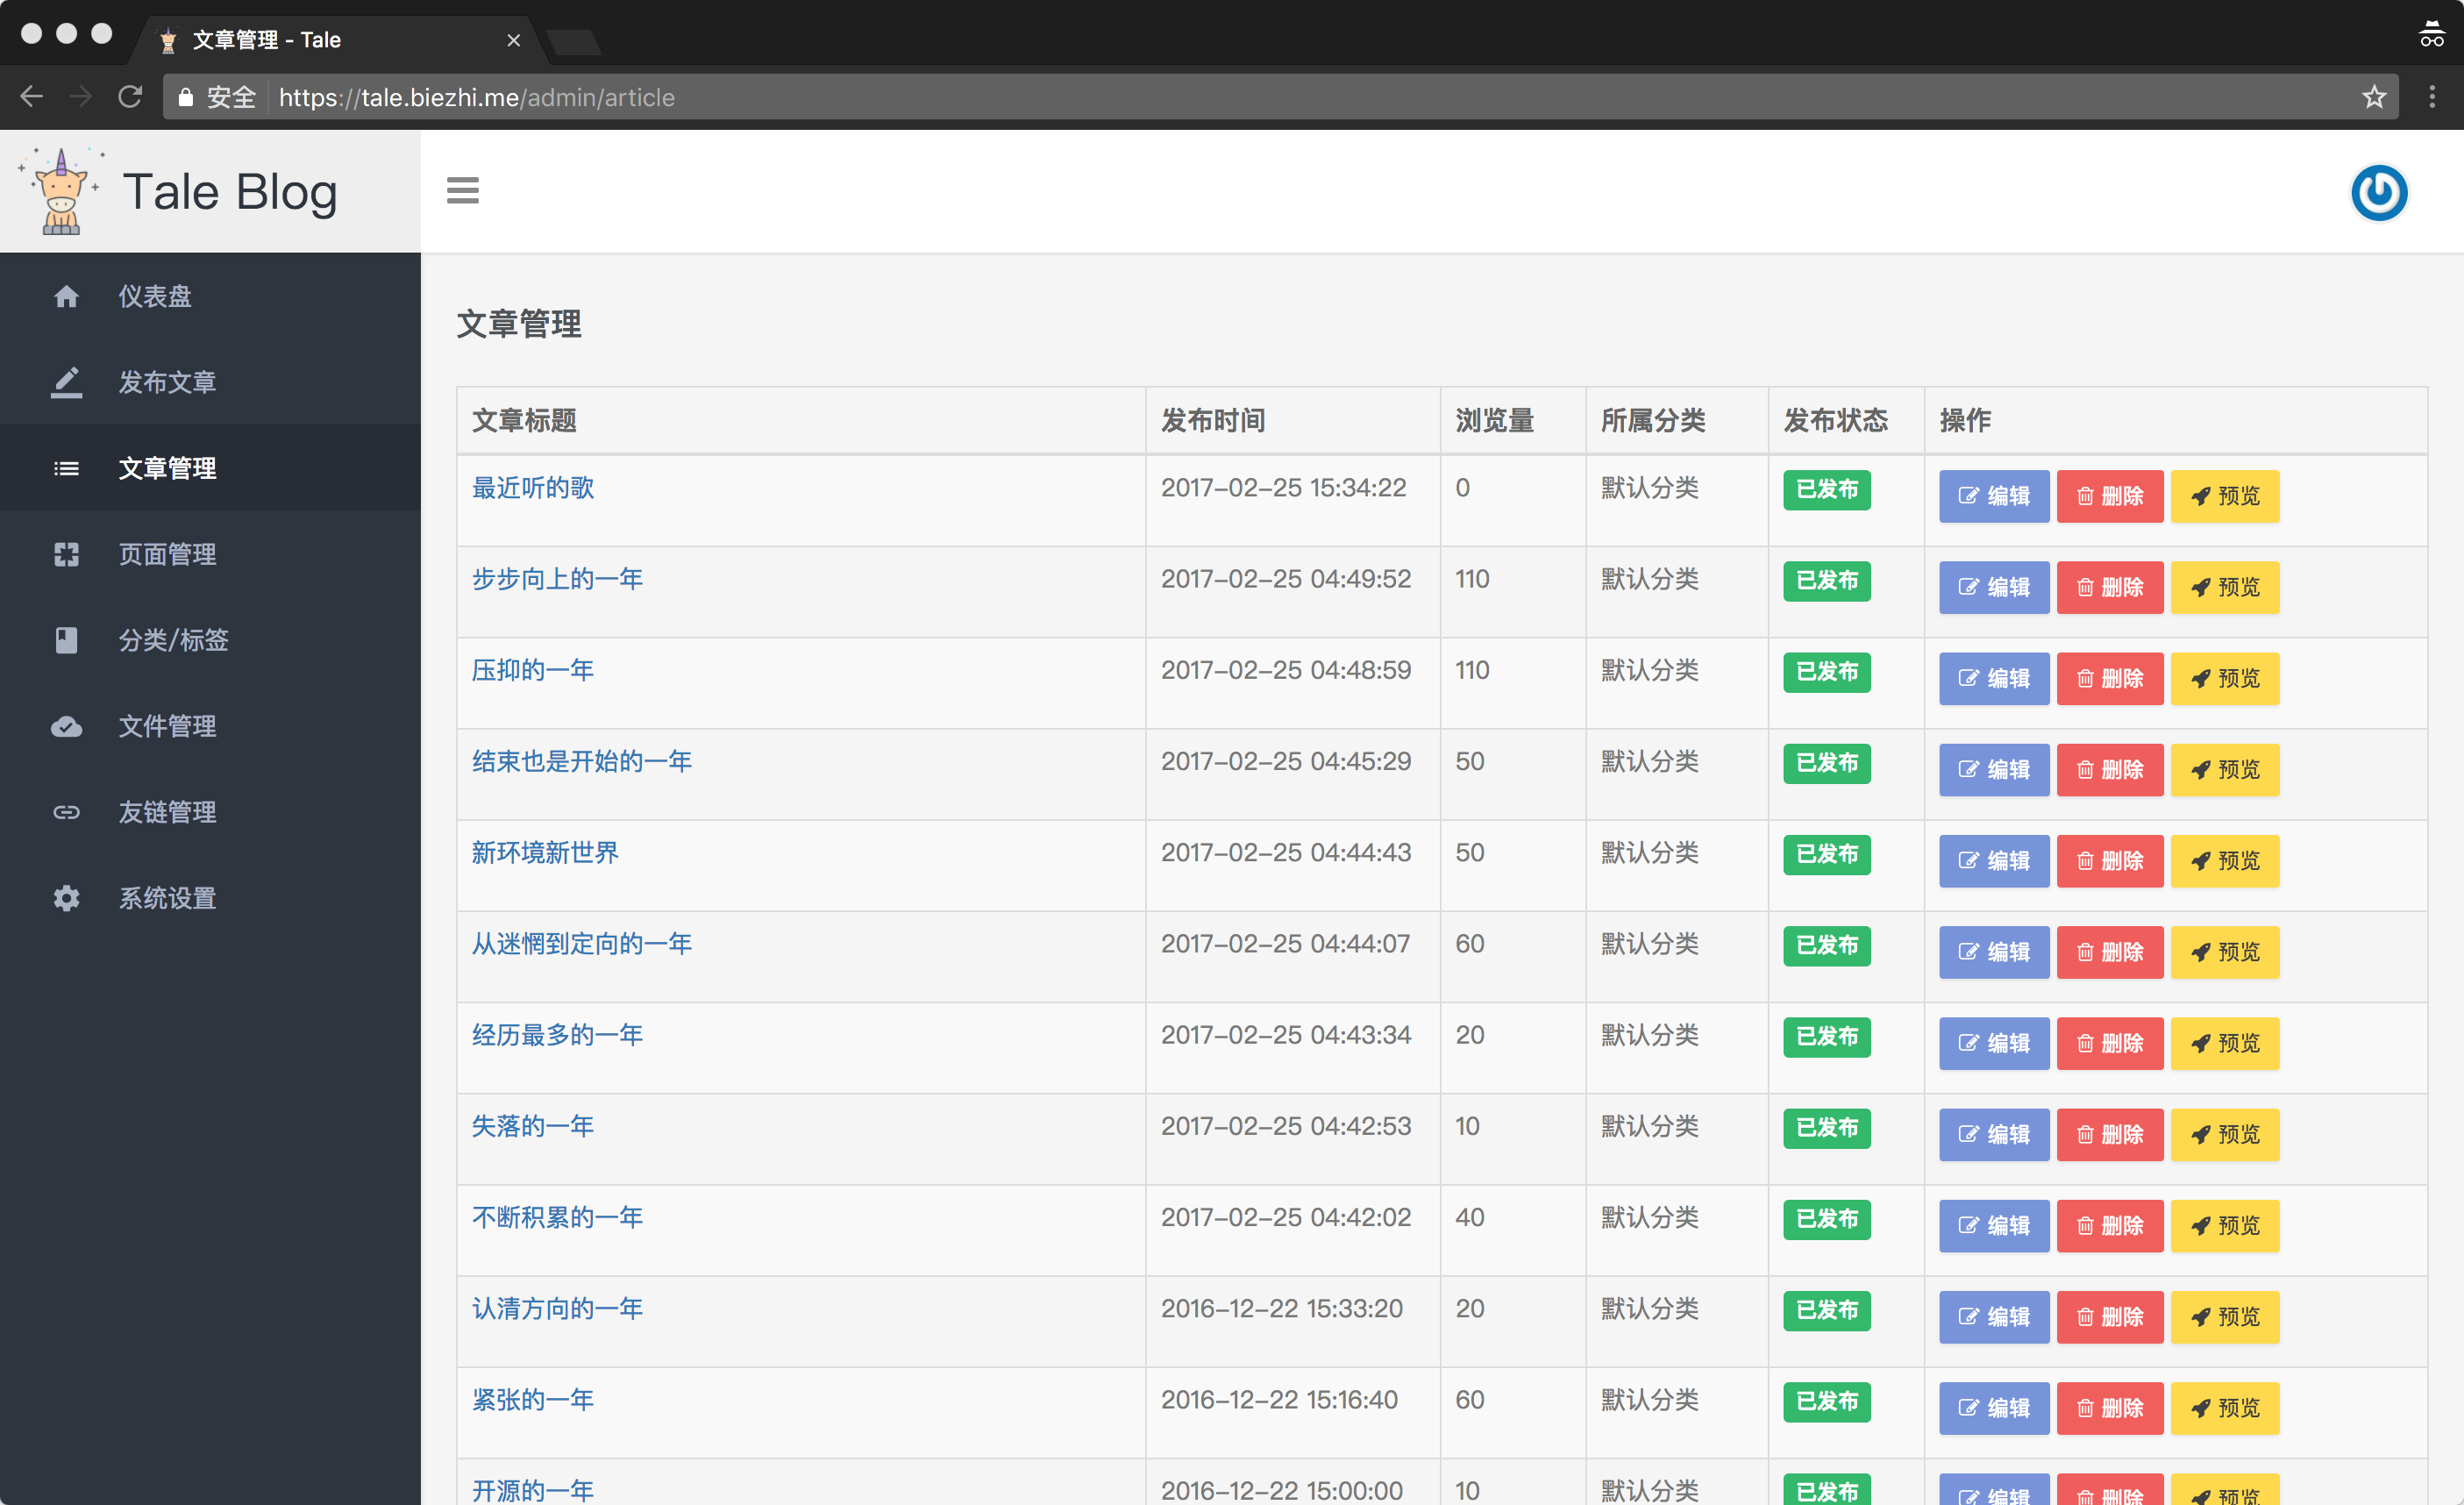 文章管理 - Tale
安全 https://tale.biezhi.me/admin/article
Tale Blog
仪表盘
发布文章
文章管理
页面管理
分类/标签
文件管理
友链管理
系统设置
文章管理
文章标题 发布时间 浏览量 所属分类 发布状态 操作
最近听的歌 2017-02-25 15:34:22 0 默认分类 已发布 编辑 删除 预览
步步向上的一年 2017-02-25 04:49:52 110 默认分类 已发布 编辑 删除 预览
压抑的一年 2017-02-25 04:48:59 110 默认分类 已发布 编辑 删除 预览
结束也是开始的一年 2017-02-25 04:45:29 50 默认分类 已发布 编辑 删除 预览
新环境新世界 2017-02-25 04:44:43 50 默认分类 已发布 编辑 删除 预览
从迷惘到定向的一年 2017-02-25 04:44:07 60 默认分类 已发布 编辑 删除 预览
经历最多的一年 2017-02-25 04:43:34 20 默认分类 已发布 编辑 删除 预览
失落的一年 2017-02-25 04:42:53 10 默认分类 已发布 编辑 删除 预览
不断积累的一年 2017-02-25 04:42:02 40 默认分类 已发布 编辑 删除 预览
认清方向的一年 2016-12-22 15:33:20 20 默认分类 已发布 编辑 删除 预览
紧张的一年 2016-12-22 15:16:40 60 默认分类 已发布 编辑 删除 预览
开源的一年 2016-12-22 15:00:00 10 默认分类 已发布 编辑 删除 预览